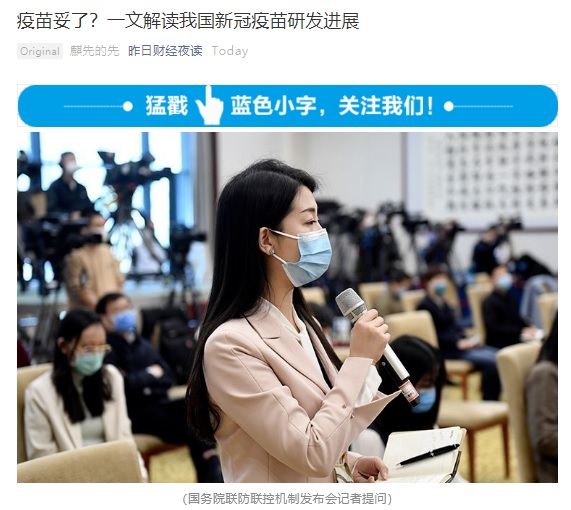 疫苗妥了？一文解读我国新冠疫苗研发进展
Original 麒先的先 昨日财经夜读 Today
猛戳 蓝色小字，关注我们！
（国务院联防联控机制发布会记者提问）